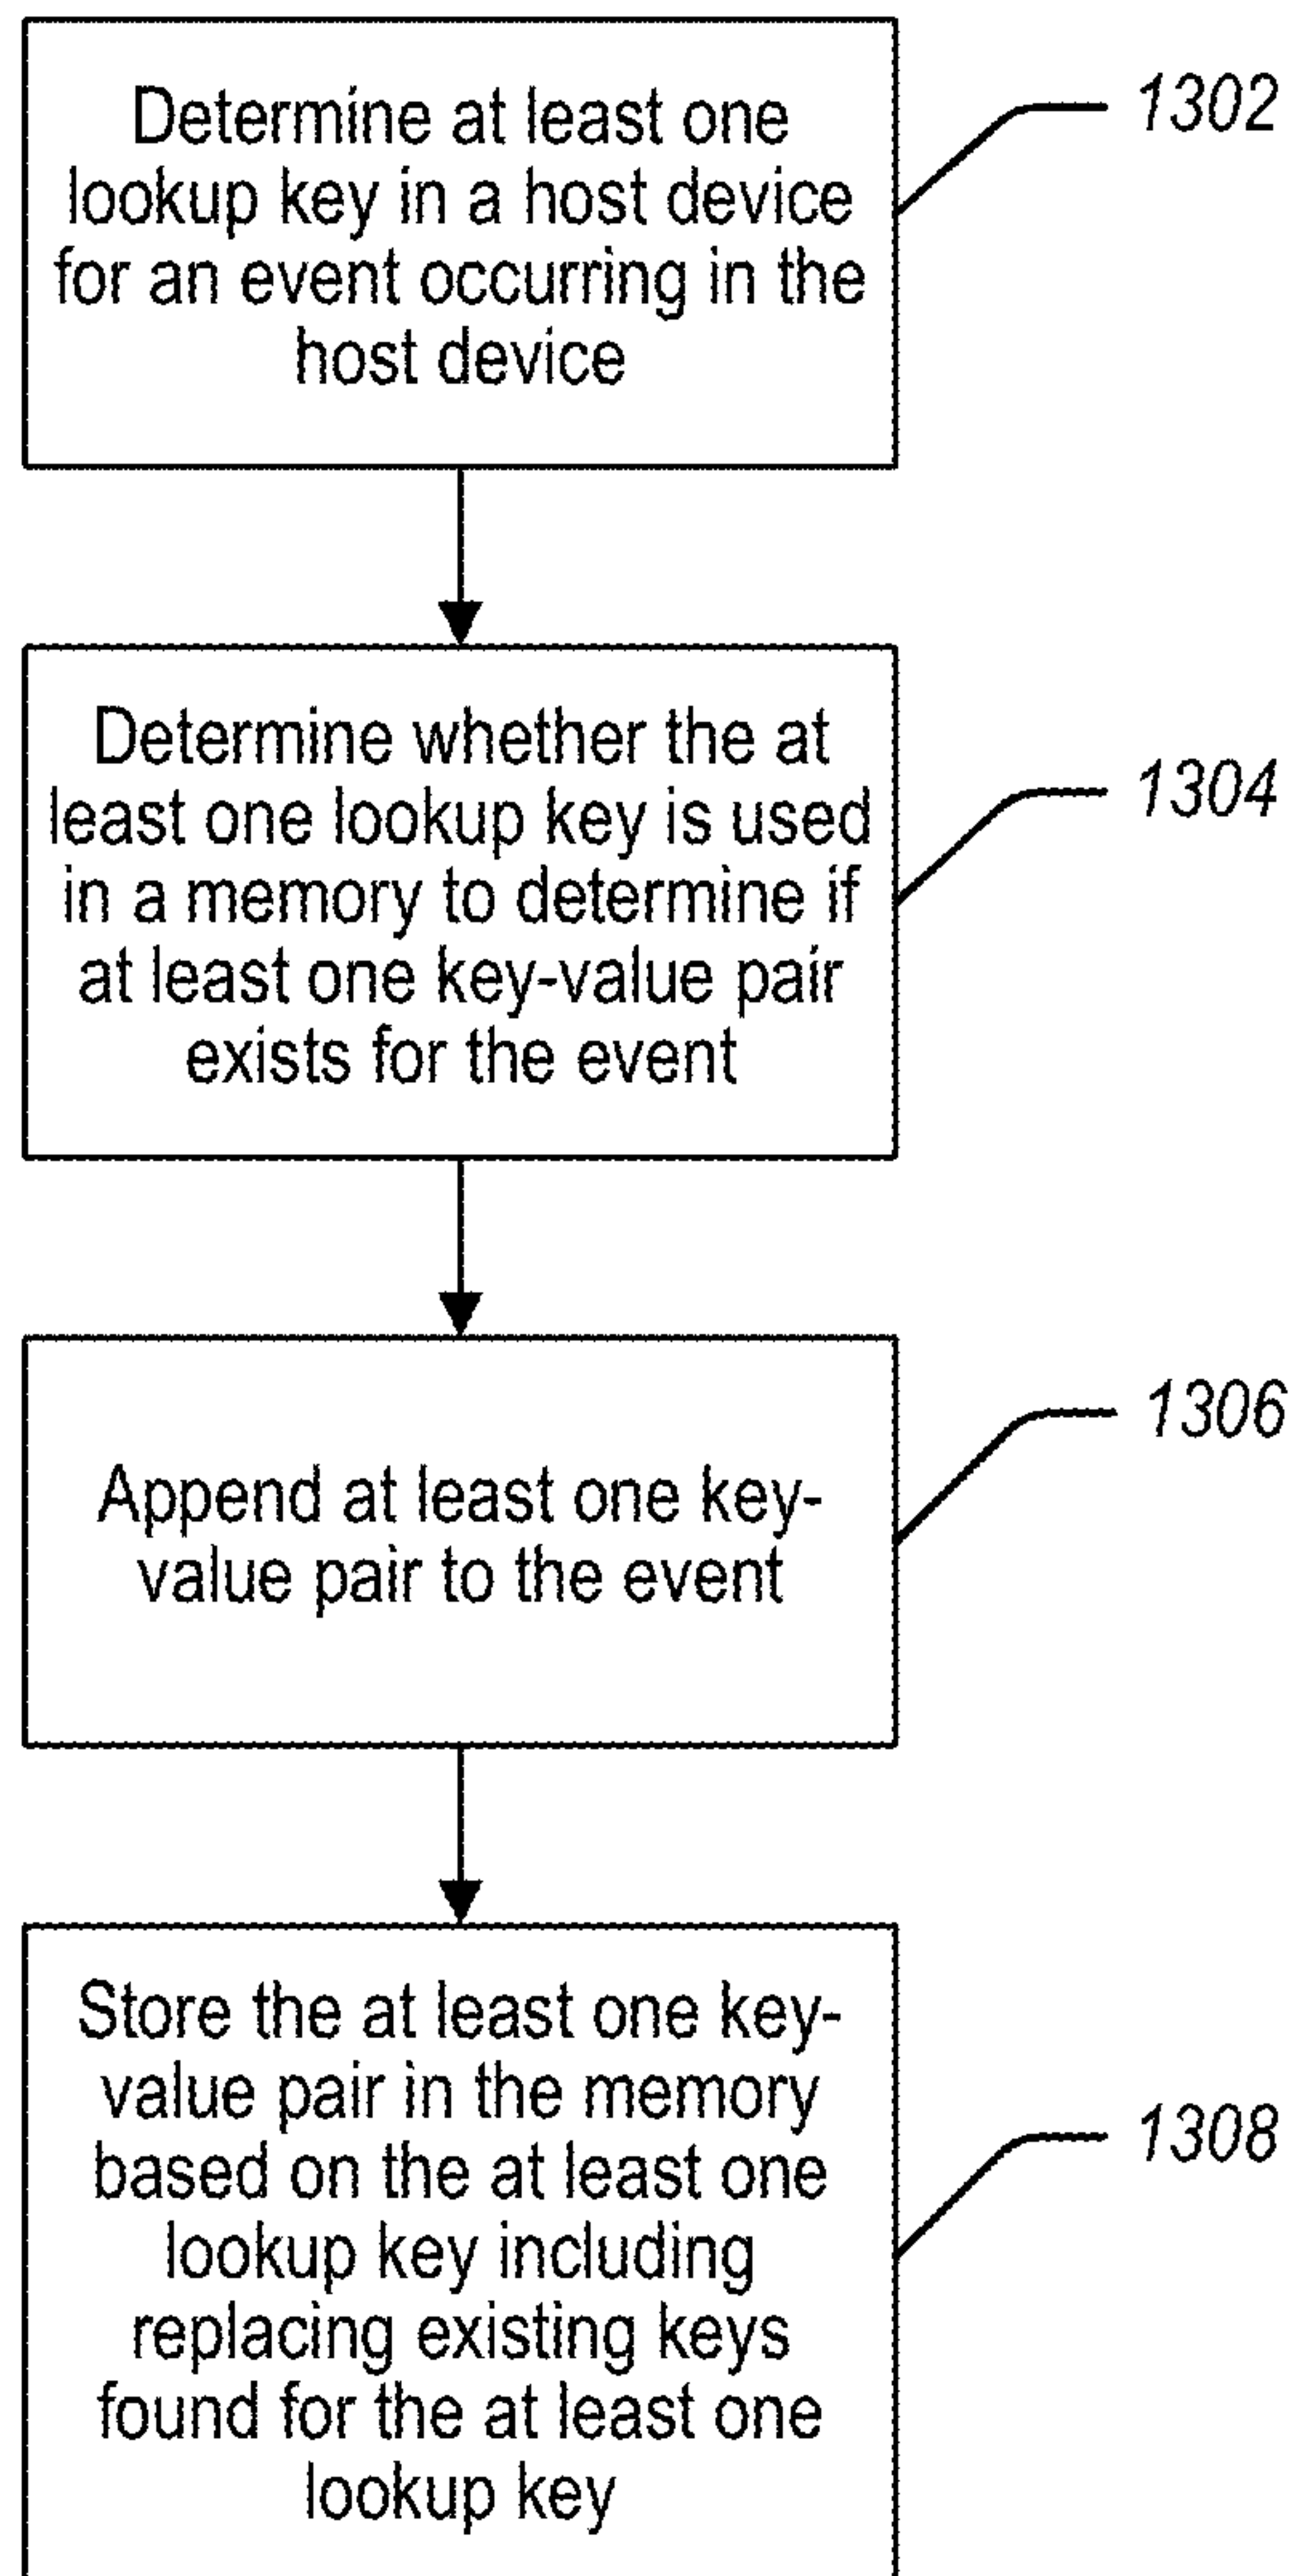 Determine at least one
lookup key in a host device
for an event occurring in the
host device
1302
Determine whether the at
least one lookup key is used
in a memory to determine if
at least one key-value pair
exists for the event
1304
Append at least one key-
value pair to the event
1306
Store the at least one key-
value pair in the memory
based on the at least one
lookup key including
replacing existing keys
found for the at least one
lookup key
1308